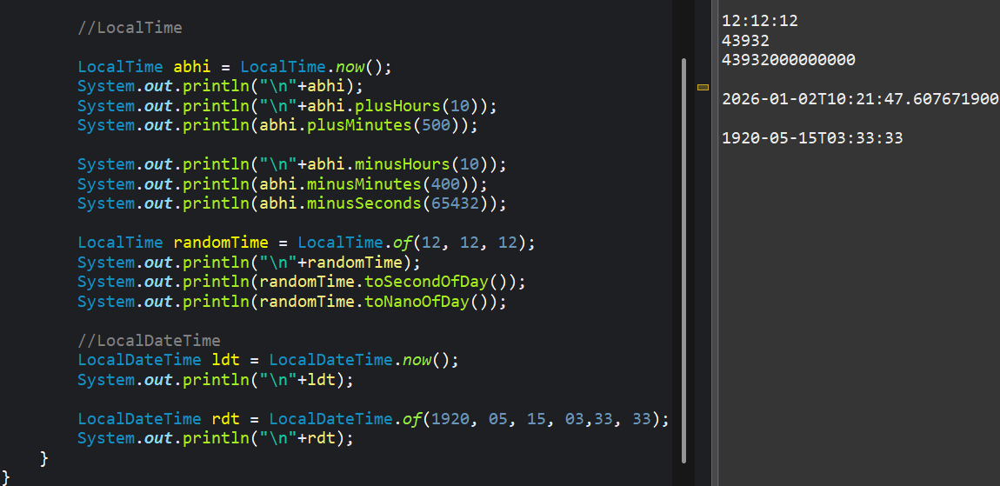 //LocalTime
LocalTime abhi = LocalTime.now();
System.out.println("\n"+abhi);
System.out.println("\n"+abhi.plusHours(10));
System.out.println(abhi.plusMinutes(500));
System.out.println("\n"+abhi.minusHours(10));
System.out.println(abhi.minusMinutes(400));
System.out.println(abhi.minusSeconds(65432));
LocalTime randomTime = LocalTime.of(12, 12, 12);
System.out.println("\n"+randomTime);
System.out.println(randomTime.toSecondOfDay());
System.out.println(randomTime.toNanoOfDay());
//LocalDateTime
LocalDateTime ldt = LocalDateTime.now();
System.out.println("\n"+ldt);
LocalDateTime rdt = LocalDateTime.of(1920, 05, 15, 03,33, 33);
System.out.println("\n"+rdt);
}
}
12:12:12
43932
43932000000000
2026-01-02T10:21:47.607671900
1920-05-15T03:33:33